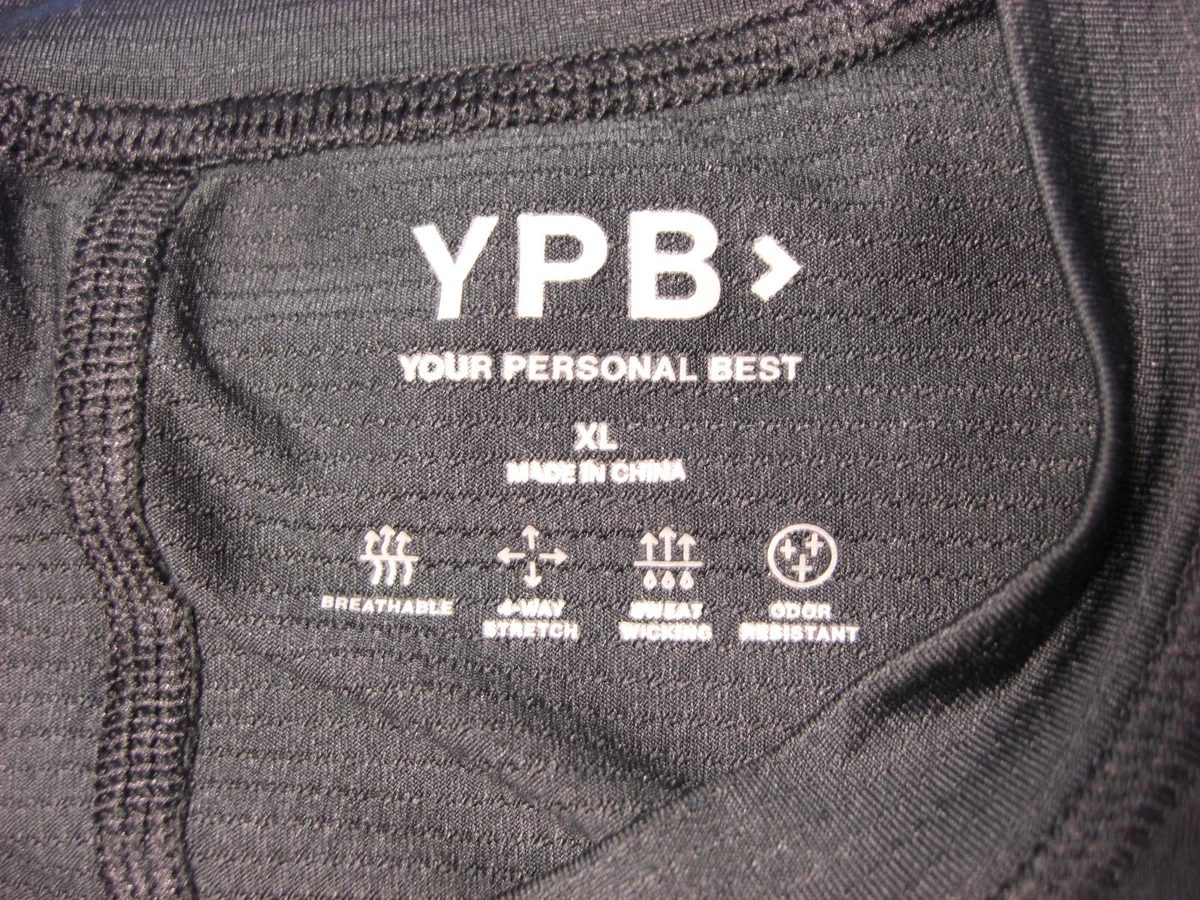 YPB>
YOUR PERSONAL BEST
XL
MADE IN CHINA
BREATHABLE
4-WAY
STRETCH
SWEAT
WICKING
ODOR
RESISTANT